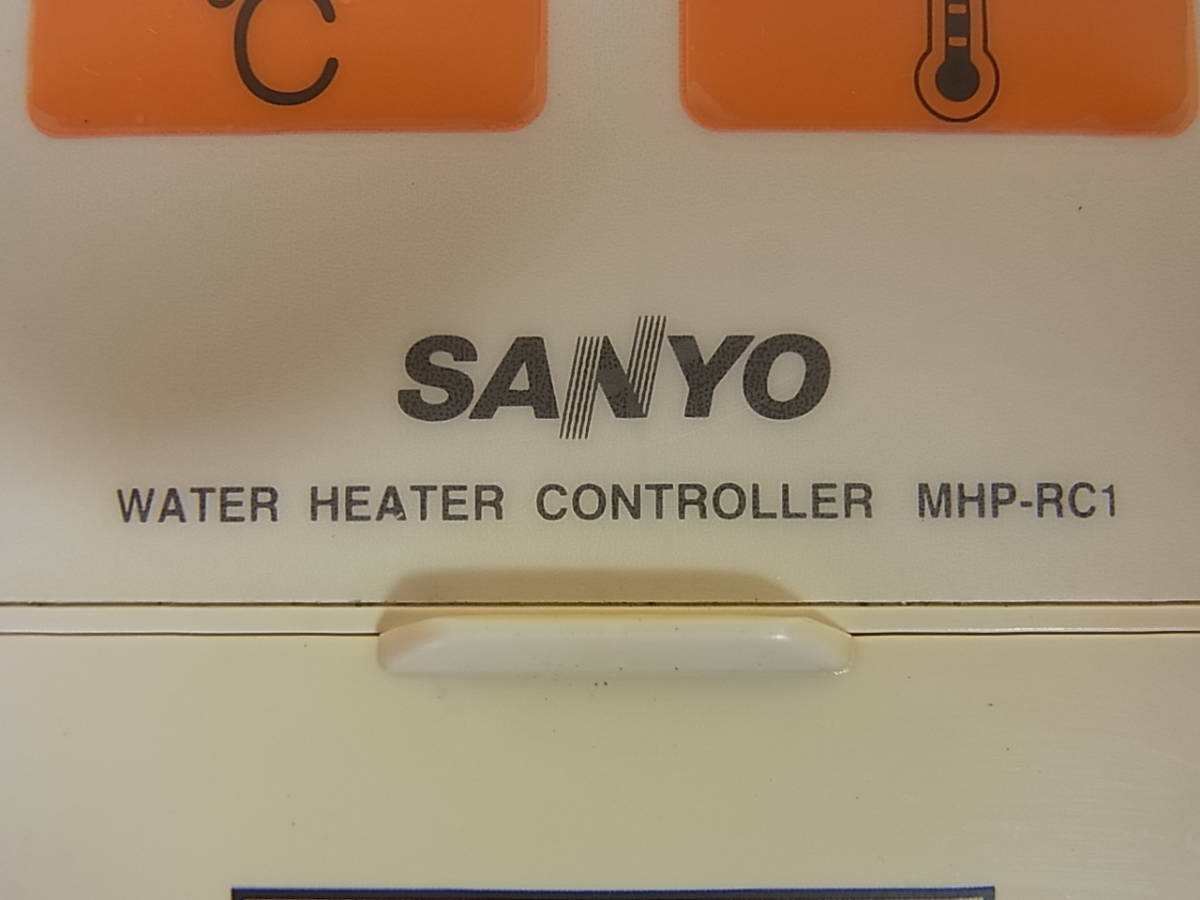 ℃
SANYO
WATER HEATER CONTROLLER MHP-RC1